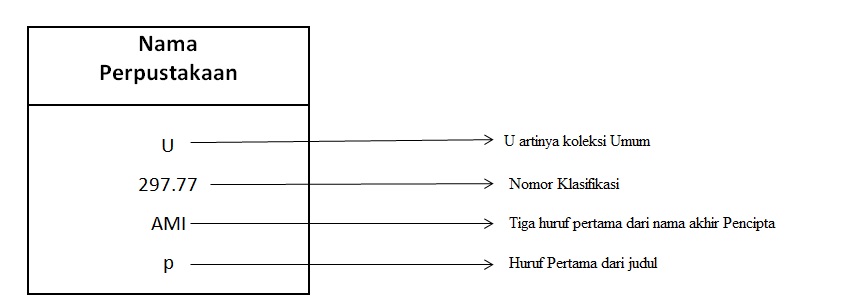 Nama
Perpustakaan
U
U artinya koleksi Umum
297.77
Nomor Klasifikasi
AMI
Tiga huruf pertama dari nama akhir Pencipta
p
Huruf Pertama dari judul